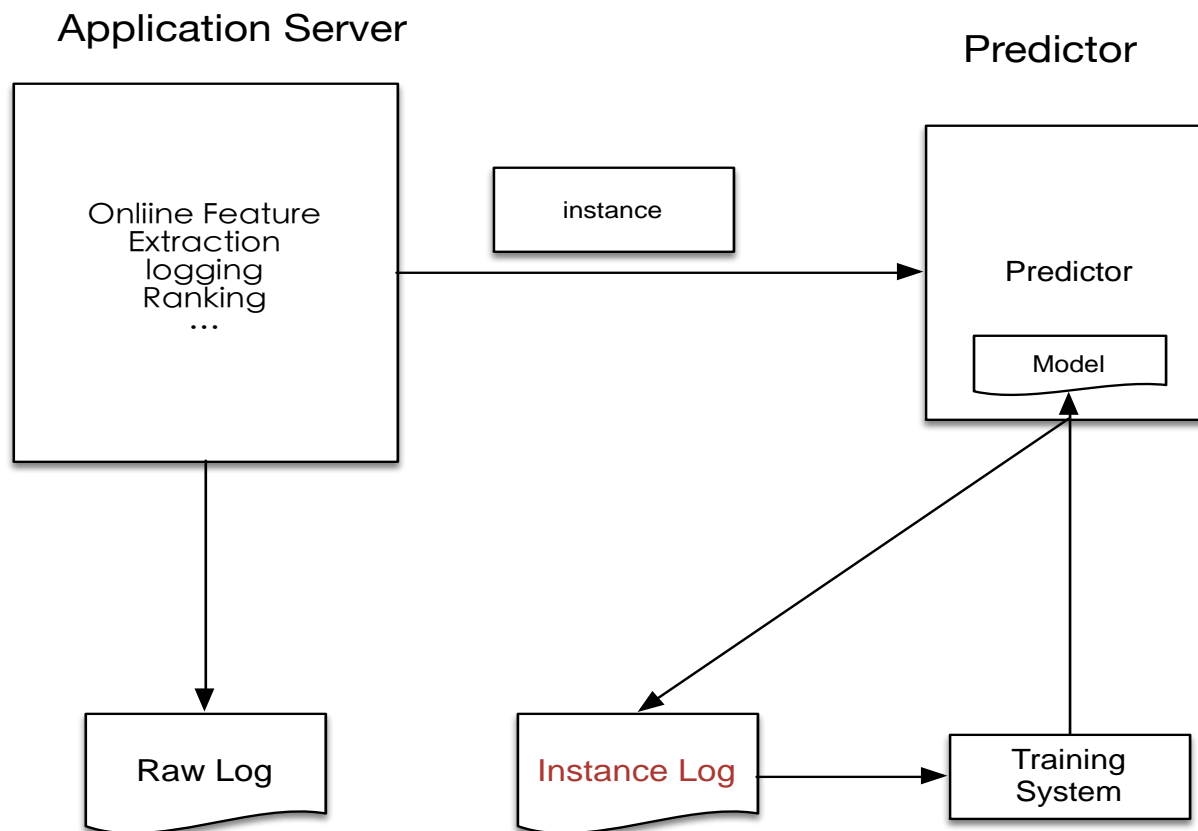 Application Server
Predictor
Onliine Feature
Extraction
logging
Ranking
...
instance
Predictor
Model
Raw Log
Instance Log
Training
System